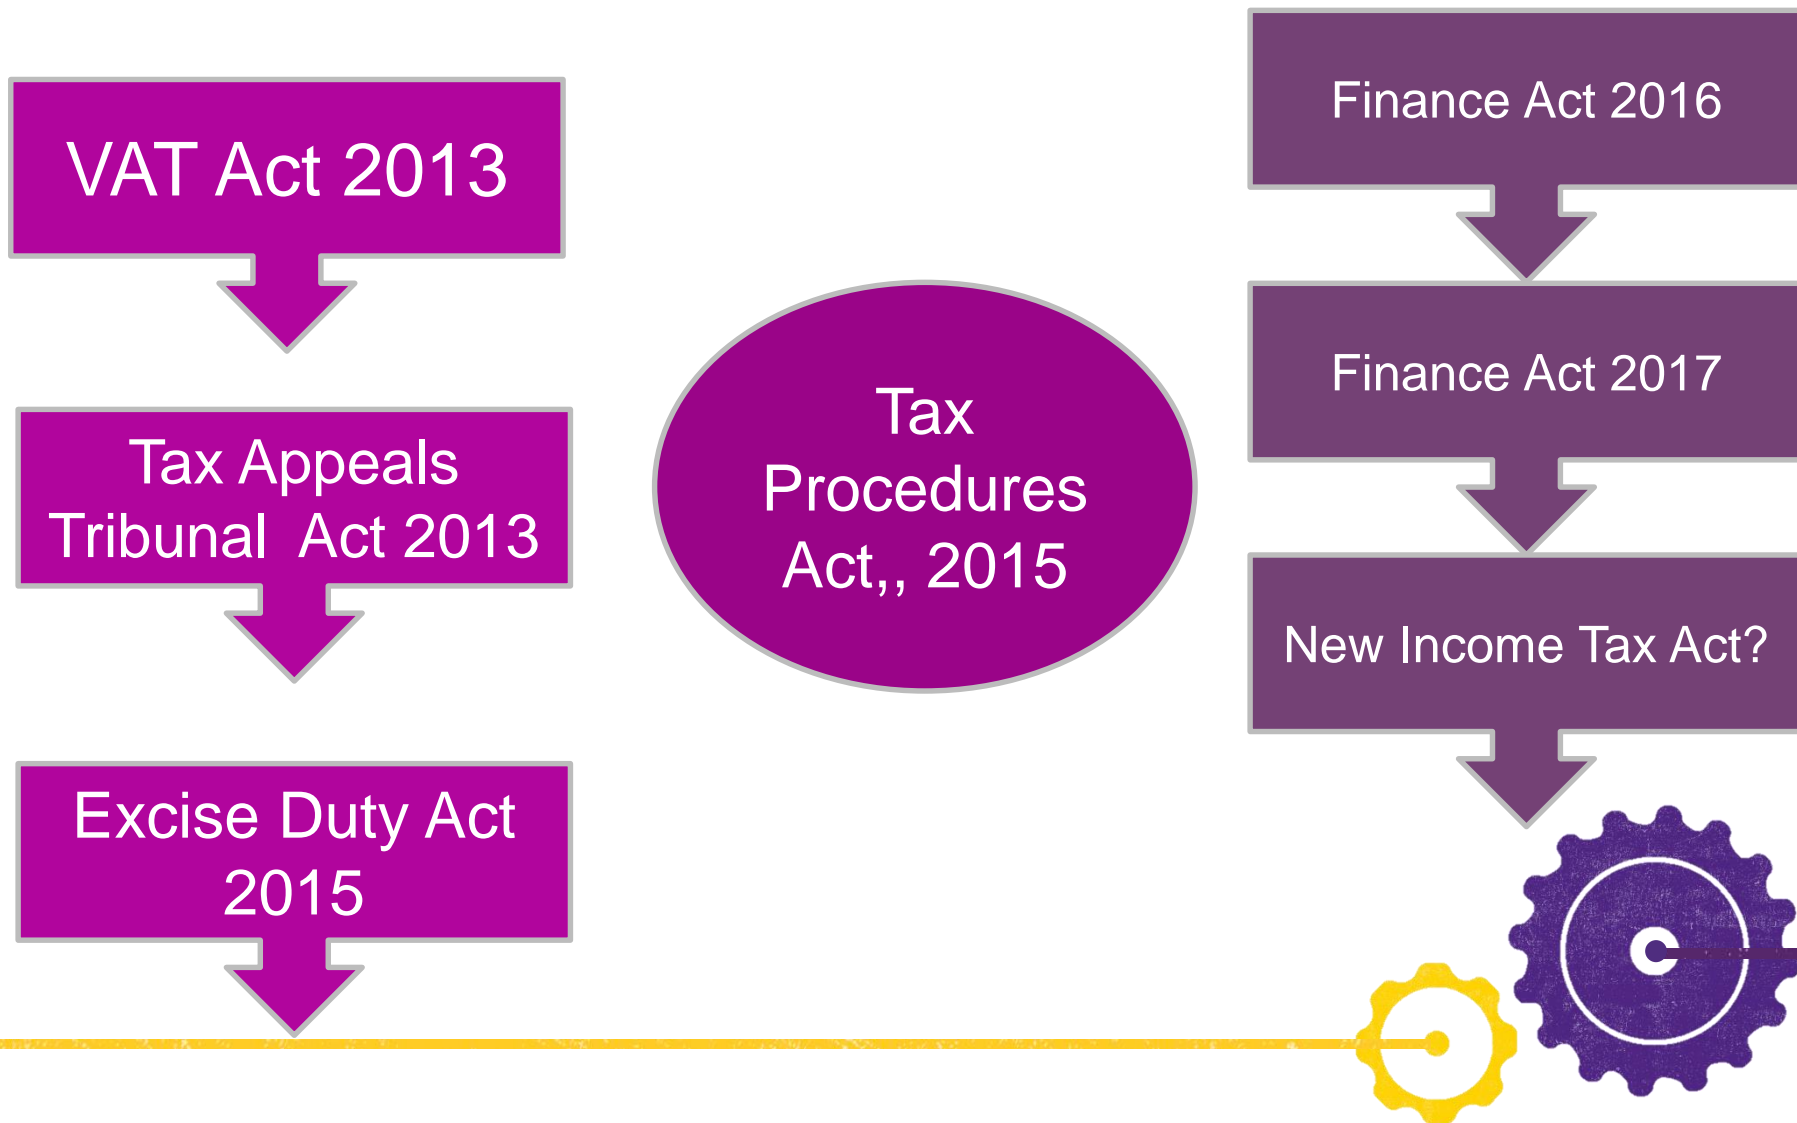 VAT Act 2013
Tax Appeals
Tribunal  Act 2013
Excise Duty Act
2015
Tax
Procedures
Act,, 2015
Finance Act 2016
Finance Act 2017
New Income Tax Act?